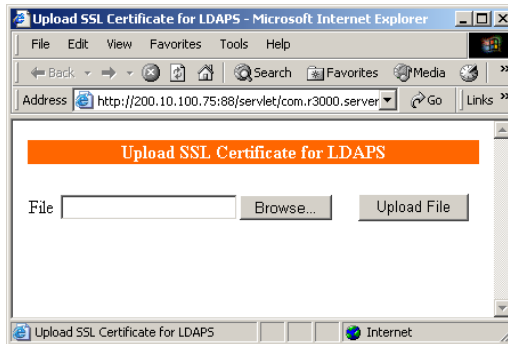 Upload SSL Certificate for LDAPS - Microsoft Internet Explorer
File Edit View Favorites Tools Help
Back Search Favorites Media »
Address http://200.10.100.75:88/servlet/com.r3000.server Go Links »
Upload SSL Certificate for LDAPS
File Browse... Upload File
Upload SSL Certificate for LDAPS Internet